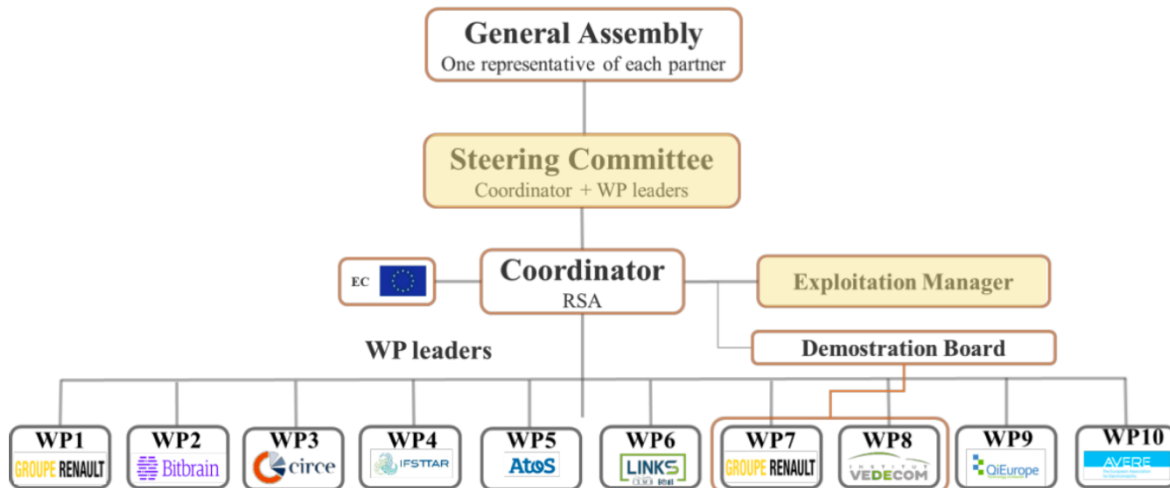 General Assembly
One representative of each partner
Steering Committee
Coordinator + WP leaders
EC
Coordinator
RSA
Exploitation Manager
WP leaders
Demostration Board
WP1
GROUPE RENAULT
WP2
Bitbrain
WP3
circe
WP4
IFSTTAR
WP5
Atos
WP6
LINKS
WP7
GROUPE RENAULT
WP8
INSTITUT
VEDECOM
WP9
QiEurope
WP10
AVERE